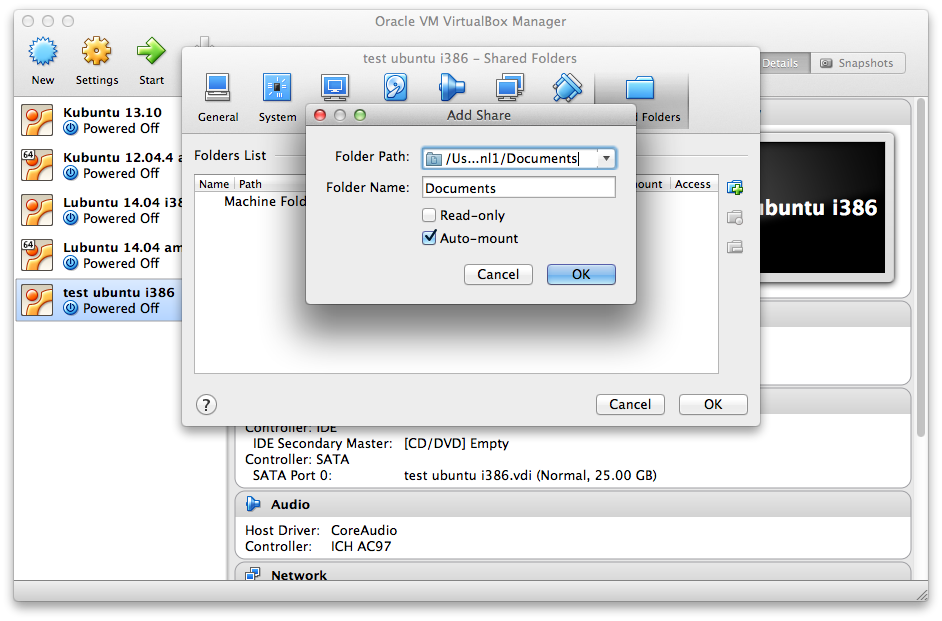 Oracle VM VirtualBox Manager
New
Settings
Start
Details
Snapshots
Kubuntu 13.10
Powered Off
64
Kubuntu 12.04.4 a
Powered Off
Lubuntu 14.04 i38
Powered Off
64
Lubuntu 14.04 am
Powered Off
test ubuntu i386
Powered Off
test ubuntu i386 – Shared Folders
General
System
Folders
Folders List
Name
Path
ount
Access
Machine Fold
Add Share
Folder Path:
/Us...nl1/Documents
Folder Name:
Documents
Read-only
Auto-mount
Cancel
OK
?
Cancel
OK
buntu i386
Controller: IDE
IDE Secondary Master: [CD/DVD] Empty
Controller: SATA
SATA Port 0: test ubuntu i386.vdi (Normal, 25.00 GB)
Audio
Host Driver: CoreAudio
Controller: ICH AC97
Network